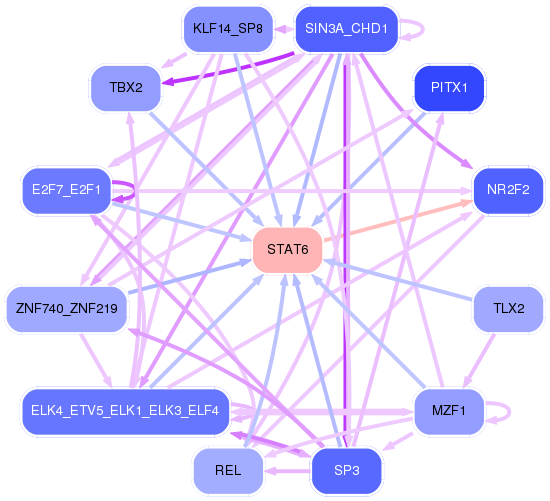 KLF14_SP8
SIN3A_CHD1
TBX2
PITX1
E2F7_E2F1
NR2F2
STAT6
ZNF740_ZNF219
TLX2
ELK4_ETV5_ELK1_ELK3_ELF4
MZF1
REL
SP3